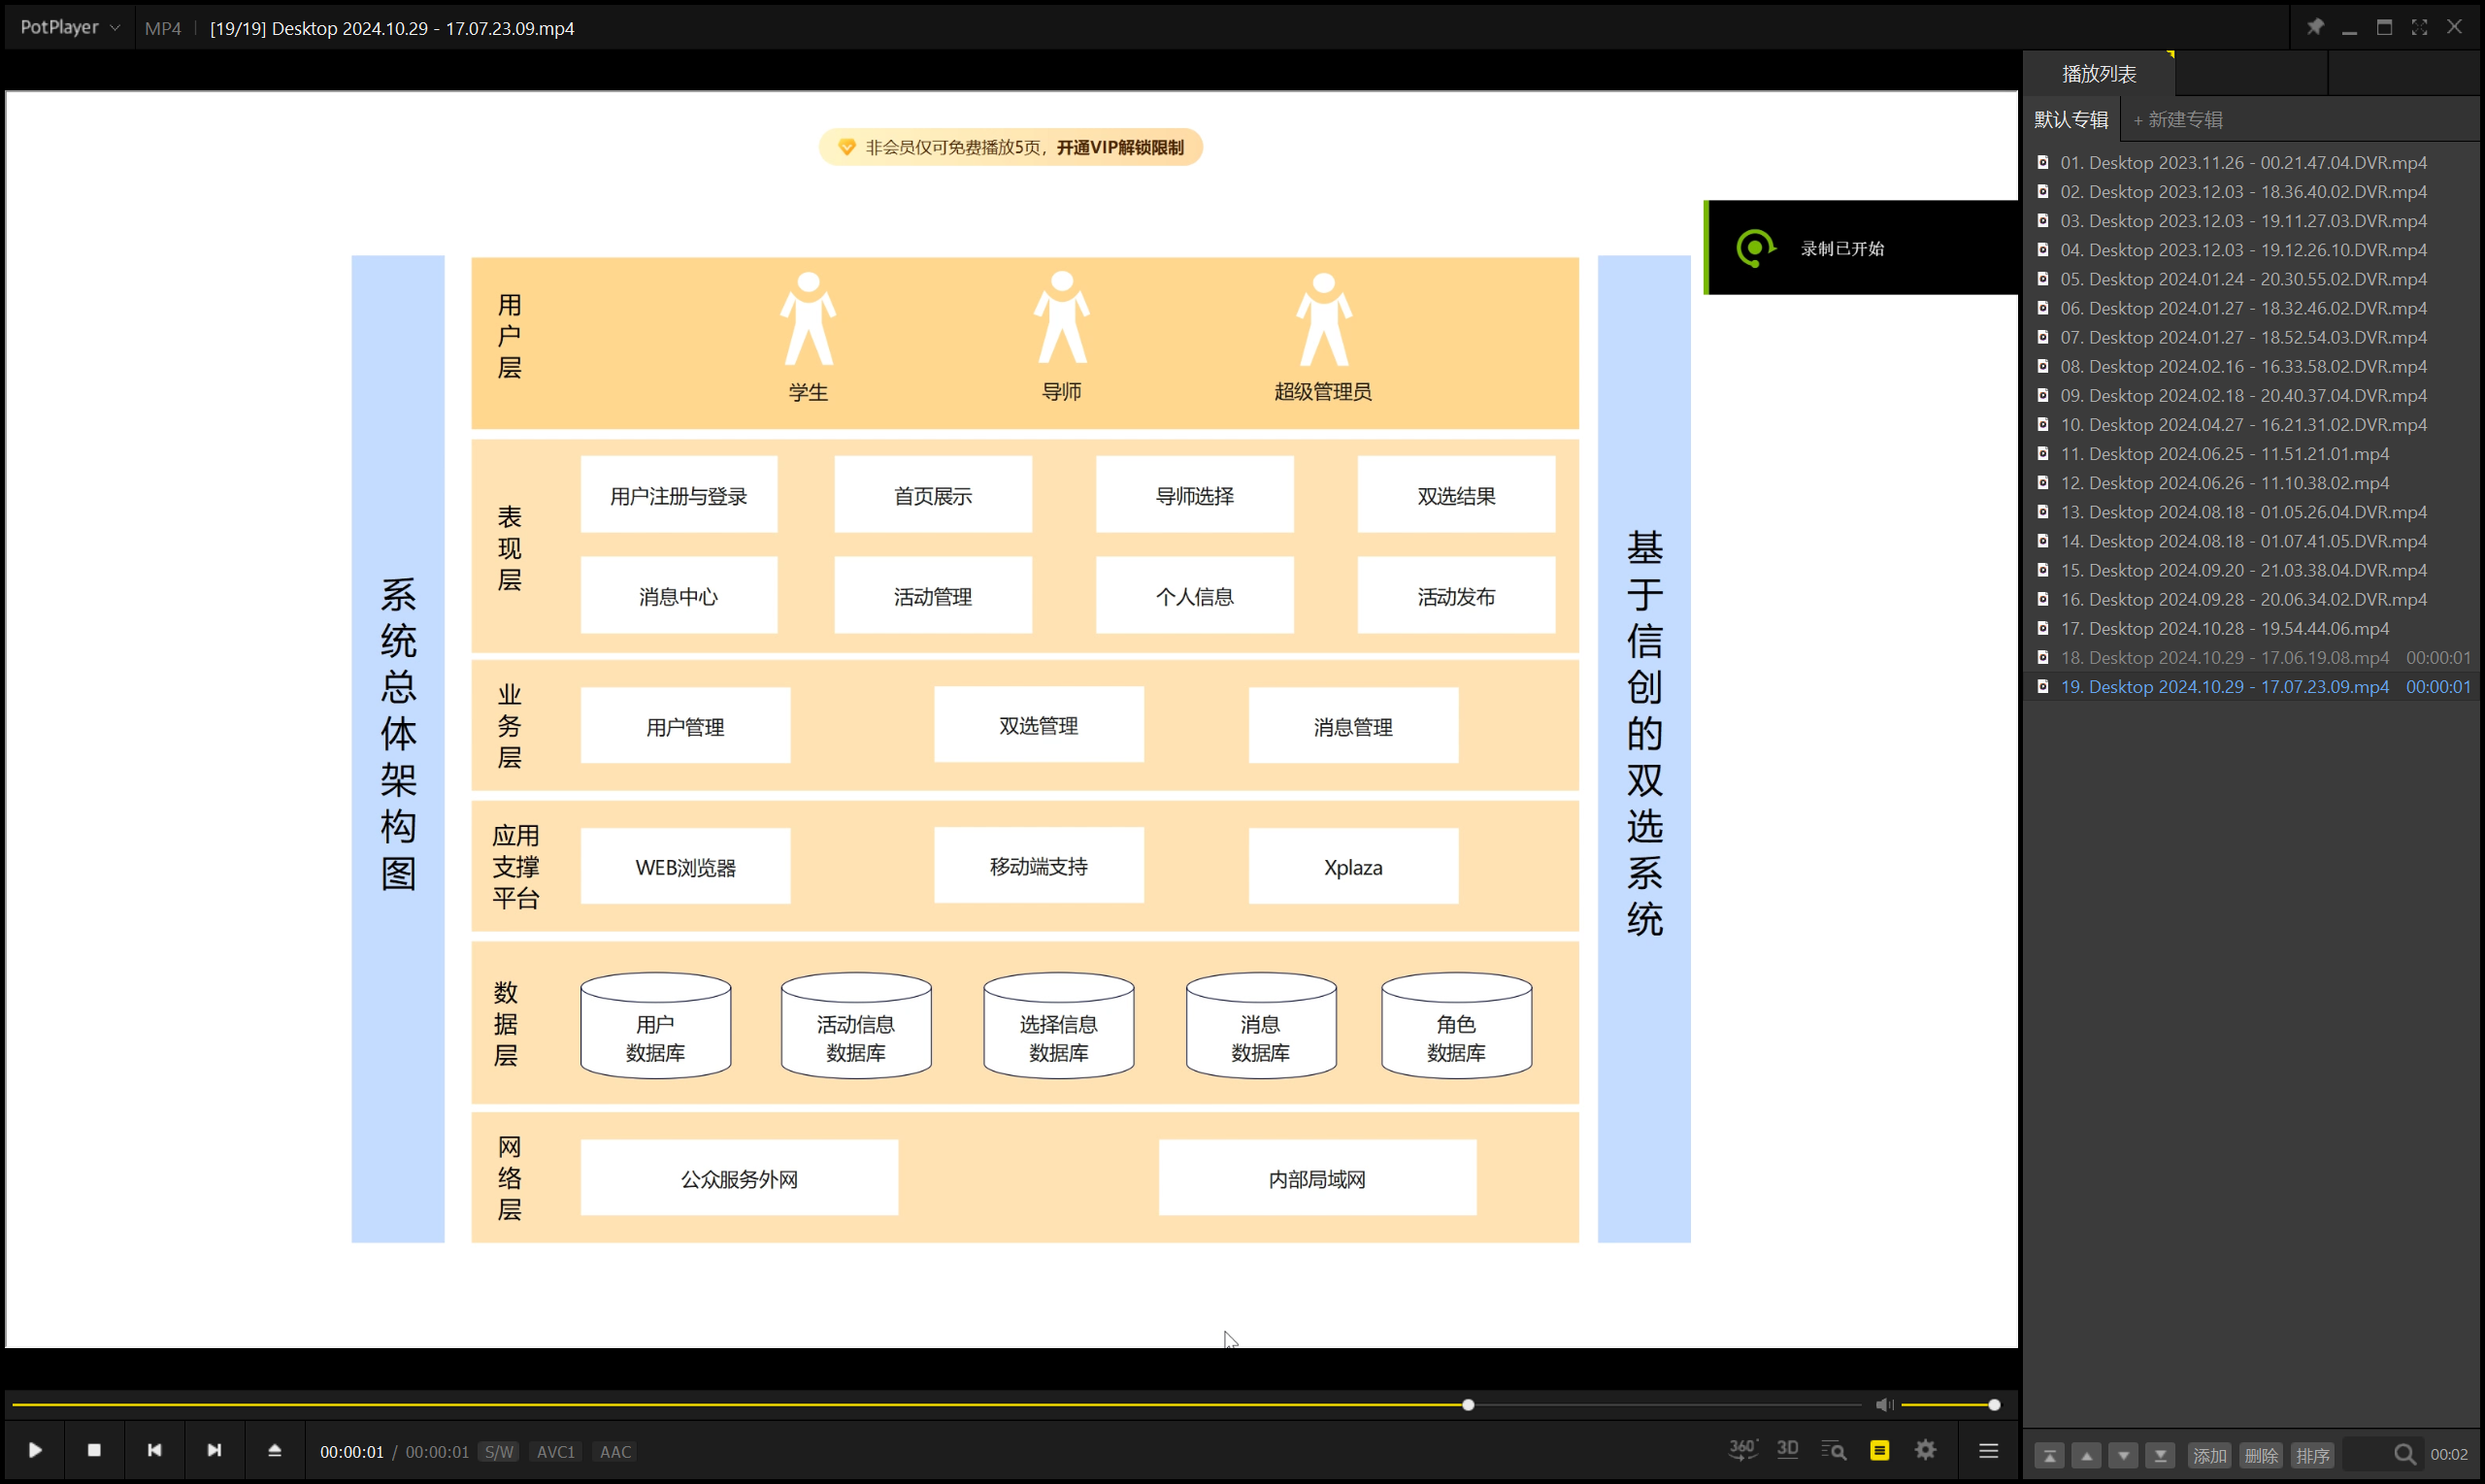 PotPlayer MP4 [19/19] Desktop 2024.10.29 - 17.07.23.09.mp4
非会员仅可免费播放5页，开通VIP解锁限制
录制已开始
系统总体架构图
用户层
学生 导师 超级管理员
表现层
用户注册与登录 首页展示 导师选择 双选结果
消息中心 活动管理 个人信息 活动发布
业务层
用户管理 双选管理 消息管理
应用
支撑
平台
WEB浏览器 移动端支持 Xplaza
数据层
用户
数据库
活动信息
数据库
选择信息
数据库
消息
数据库
角色
数据库
网络层
公众服务外网 内部局域网
基于信创的双选系统
播放列表
默认专辑 + 新建专辑
01. Desktop 2023.11.26 - 00.21.47.04.DVR.mp4
02. Desktop 2023.12.03 - 18.36.40.02.DVR.mp4
03. Desktop 2023.12.03 - 19.11.27.03.DVR.mp4
04. Desktop 2023.12.03 - 19.12.26.10.DVR.mp4
05. Desktop 2024.01.24 - 20.30.55.02.DVR.mp4
06. Desktop 2024.01.27 - 18.32.46.02.DVR.mp4
07. Desktop 2024.01.27 - 18.52.54.03.DVR.mp4
08. Desktop 2024.02.16 - 16.33.58.02.DVR.mp4
09. Desktop 2024.02.18 - 20.40.37.04.DVR.mp4
10. Desktop 2024.04.27 - 16.21.31.02.DVR.mp4
11. Desktop 2024.06.25 - 11.51.21.01.mp4
12. Desktop 2024.06.26 - 11.10.38.02.mp4
13. Desktop 2024.08.18 - 01.05.26.04.DVR.mp4
14. Desktop 2024.08.18 - 01.07.41.05.DVR.mp4
15. Desktop 2024.09.20 - 21.03.38.04.DVR.mp4
16. Desktop 2024.09.28 - 20.06.34.02.DVR.mp4
17. Desktop 2024.10.28 - 19.54.44.06.mp4
18. Desktop 2024.10.29 - 17.06.19.08.mp4 00:00:01
19. Desktop 2024.10.29 - 17.07.23.09.mp4 00:00:01
00:00:01 / 00:00:01 S/W AVC1 AAC
360° 3D
添加 删除 排序 00:02